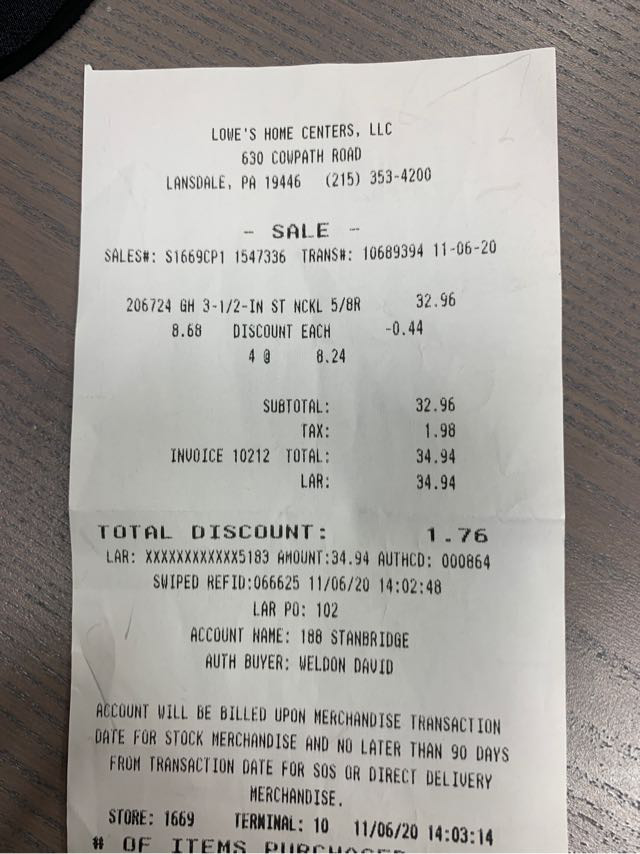 LOWE'S HOME CENTERS, LLC
630 COWPATH ROAD
LANSDALE, PA 19446 (215) 353-4200
- SALE -
SALES#: S1669CP1 1547336 TRANS#: 10689394 11-06-20
206724 GH 3-1/2-IN ST NCKL 5/8R 32.96
8.68 DISCOUNT EACH -0.44
4 @ 8.24
SUBTOTAL: 32.96
TAX: 1.98
INVOICE 10212 TOTAL: 34.94
LAR: 34.94
TOTAL DISCOUNT: 1.76
LAR: XXXXXXXXXXXX5183 AMOUNT:34.94 AUTHCD: 000864
SWIPED REFID:066625 11/06/20 14:02:48
LAR PO: 102
ACCOUNT NAME: 188 STANBRIDGE
AUTH BUYER: WELDON DAVID
ACCOUNT WILL BE BILLED UPON MERCHANDISE TRANSACTION
DATE FOR STOCK MERCHANDISE AND NO LATER THAN 90 DAYS
FROM TRANSACTION DATE FOR SOS OR DIRECT DELIVERY
MERCHANDISE.
STORE: 1669 TERMINAL: 10 11/06/20 14:03:14
# OF ITEMS PURCHASED